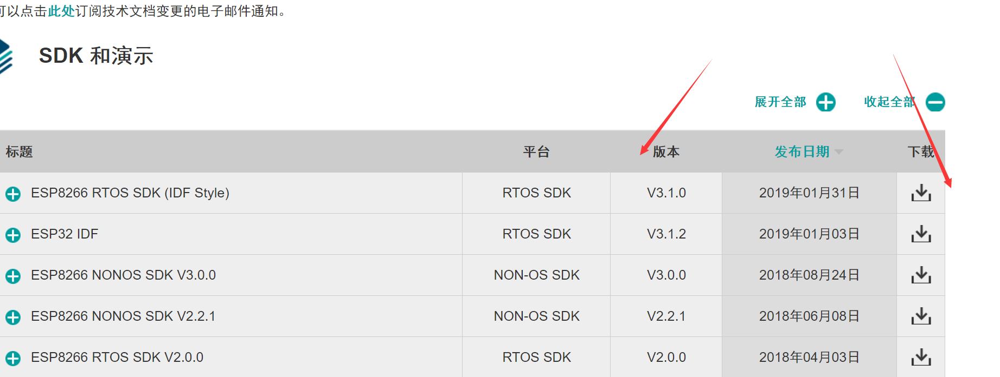 可以点击此处订阅技术文档变更的电子邮件通知。
SDK 和演示
展开全部 收起全部
标题 平台 版本 发布日期 下载
ESP8266 RTOS SDK (IDF Style) RTOS SDK V3.1.0 2019年01月31日
ESP32 IDF RTOS SDK V3.1.2 2019年01月03日
ESP8266 NONOS SDK V3.0.0 NON-OS SDK V3.0.0 2018年08月24日
ESP8266 NONOS SDK V2.2.1 NON-OS SDK V2.2.1 2018年06月08日
ESP8266 RTOS SDK V2.0.0 RTOS SDK V2.0.0 2018年04月03日